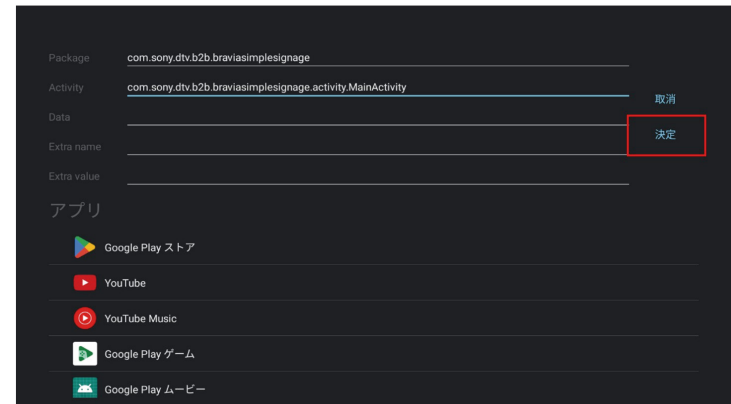 Package com.sony.dtv.b2b.braviasimplesignage
Activity com.sony.dtv.b2b.braviasimplesignage.activity.MainActivity
取消
Data
決定
Extra name
Extra value
アプリ
Google Play ストア
YouTube
YouTube Music
Google Play ゲーム
Google Play ムービー